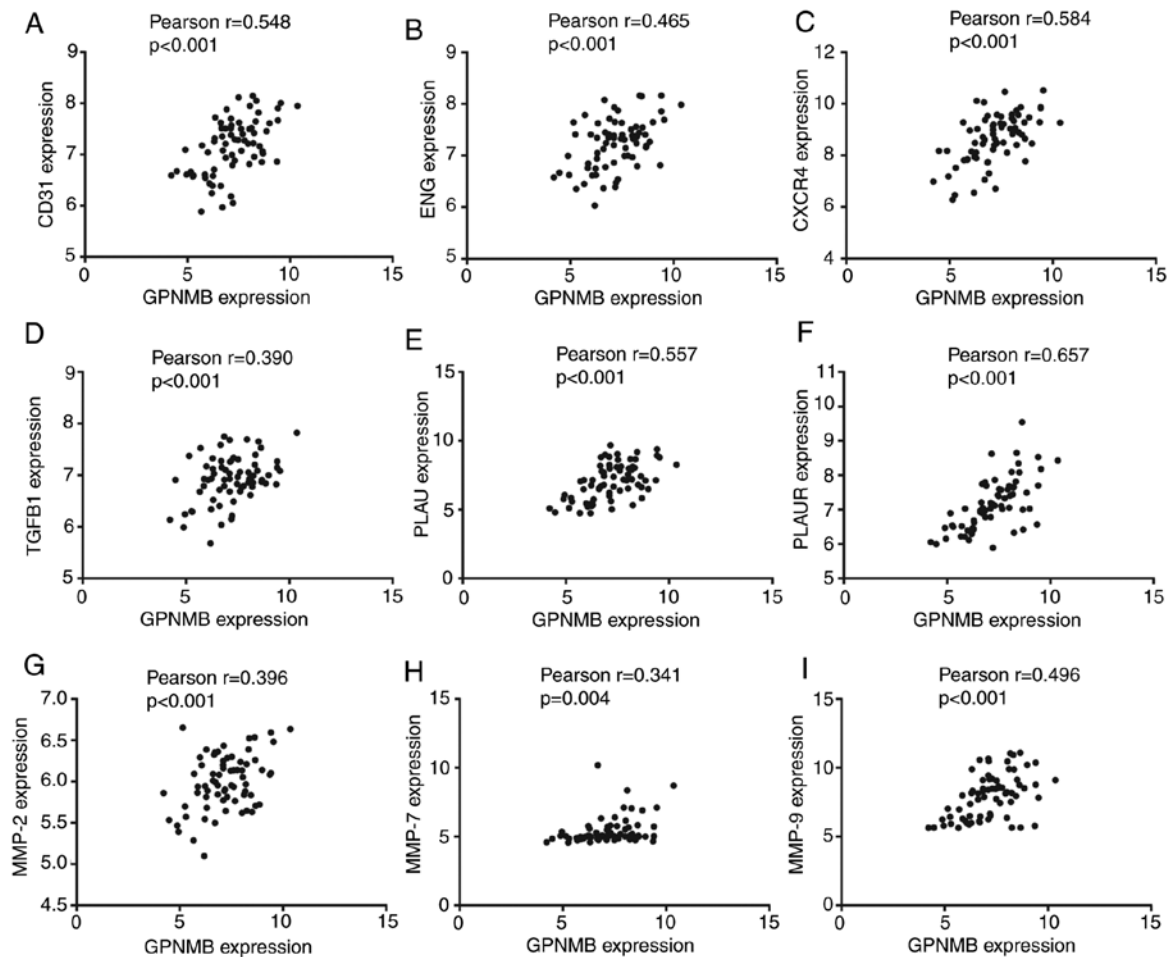 A
Pearson r=0.548
p<0.001
9
8
7
6
5
CD31 expression
0
5
10
15
GPNMB expression
B
Pearson r=0.465
p<0.001
9
8
7
6
5
ENG expression
0
5
10
15
GPNMB expression
C
Pearson r=0.584
p<0.001
12
10
8
6
4
CXCR4 expression
0
5
10
15
GPNMB expression
D
Pearson r=0.390
p<0.001
9
8
7
6
5
TGFB1 expression
0
5
10
15
GPNMB expression
E
Pearson r=0.557
p<0.001
15
10
5
0
PLAU expression
0
5
10
15
GPNMB expression
F
Pearson r=0.657
p<0.001
11
10
9
8
7
6
5
PLAUR expression
0
5
10
15
GPNMB expression
G
Pearson r=0.396
p<0.001
7.0
6.5
6.0
5.5
5.0
4.5
MMP-2 expression
0
5
10
15
GPNMB expression
H
Pearson r=0.341
p=0.004
15
10
5
0
MMP-7 expression
0
5
10
15
GPNMB expression
I
Pearson r=0.496
p<0.001
15
10
5
0
MMP-9 expression
0
5
10
15
GPNMB expression